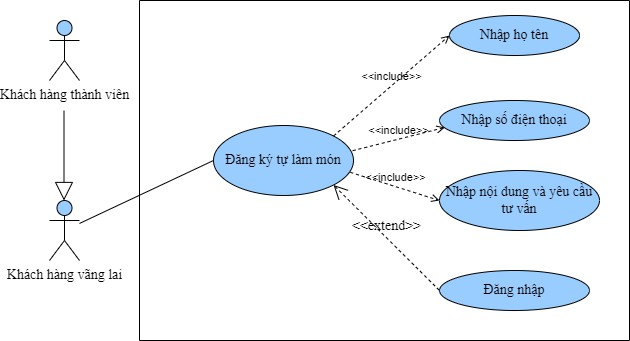 Nhập họ tên
<<include>>
Khách hàng thành viên
Nhập số điện thoại
<<include>>
Đăng ký tự làm món
<<include>>
Nhập nội dung và yêu cầu
tư vấn
<<extend>>
Khách hàng vãng lai
Đăng nhập